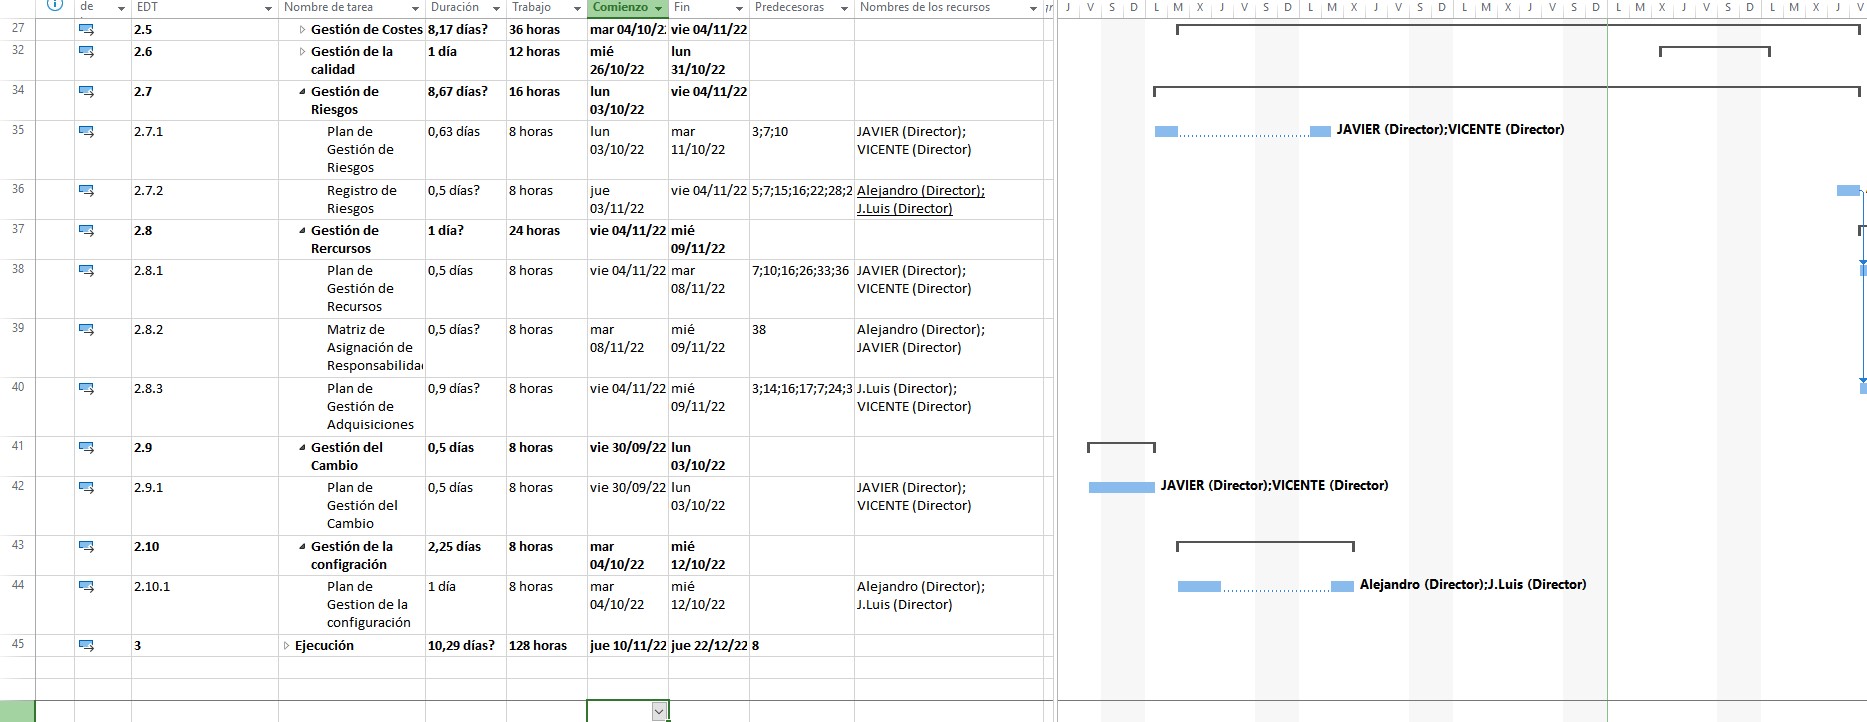 de EDT Nombre de tarea Duración Trabajo Comienzo Fin Predecesoras Nombres de los recursos J V S D L M X J V S D L M X J V S D L M X J V S D L M X J V S D L M X J V
27 2.5 Gestión de Costes 8,17 días? 36 horas mar 04/10/2 vie 04/11/22
32 2.6 Gestión de la 1 día 12 horas mié lun
calidad 26/10/22 31/10/22
34 2.7 Gestión de 8,67 días? 16 horas lun vie 04/11/22
Riesgos 03/10/22
35 2.7.1 Plan de 0,63 días 8 horas lun mar 3;7;10 JAVIER (Director); JAVIER (Director);VICENTE (Director)
Gestión de 03/10/22 11/10/22 VICENTE (Director)
Riesgos
36 2.7.2 Registro de 0,5 días? 8 horas jue vie 04/11/22 5;7;15;16;22;28;2 Alejandro (Director);
Riesgos 03/11/22 J.Luis (Director)
37 2.8 Gestión de 1 día? 24 horas vie 04/11/22 mié
Rercursos 09/11/22
38 2.8.1 Plan de 0,5 días 8 horas vie 04/11/22 mar 7;10;16;26;33;36 JAVIER (Director);
Gestión de 08/11/22 VICENTE (Director)
Recursos
39 2.8.2 Matriz de 0,5 días? 8 horas mar mié 38 Alejandro (Director);
Asignación de 08/11/22 09/11/22 JAVIER (Director)
Responsabilida
40 2.8.3 Plan de 0,9 días? 8 horas vie 04/11/22 mié 3;14;16;17;7;24;3 J.Luis (Director);
Gestión de 09/11/22 VICENTE (Director)
Adquisiciones
41 2.9 Gestión del 0,5 días 8 horas vie 30/09/22 lun
Cambio 03/10/22
42 2.9.1 Plan de 0,5 días 8 horas vie 30/09/22 lun JAVIER (Director); JAVIER (Director);VICENTE (Director)
Gestión del 03/10/22 VICENTE (Director)
Cambio
43 2.10 Gestión de la 2,25 días 8 horas mar mié
configración 04/10/22 12/10/22
44 2.10.1 Plan de 1 día 8 horas mar mié Alejandro (Director); Alejandro (Director);J.Luis (Director)
Gestion de la 04/10/22 12/10/22 J.Luis (Director)
configuración
45 3 Ejecución 10,29 días? 128 horas jue 10/11/22 jue 22/12/22 8